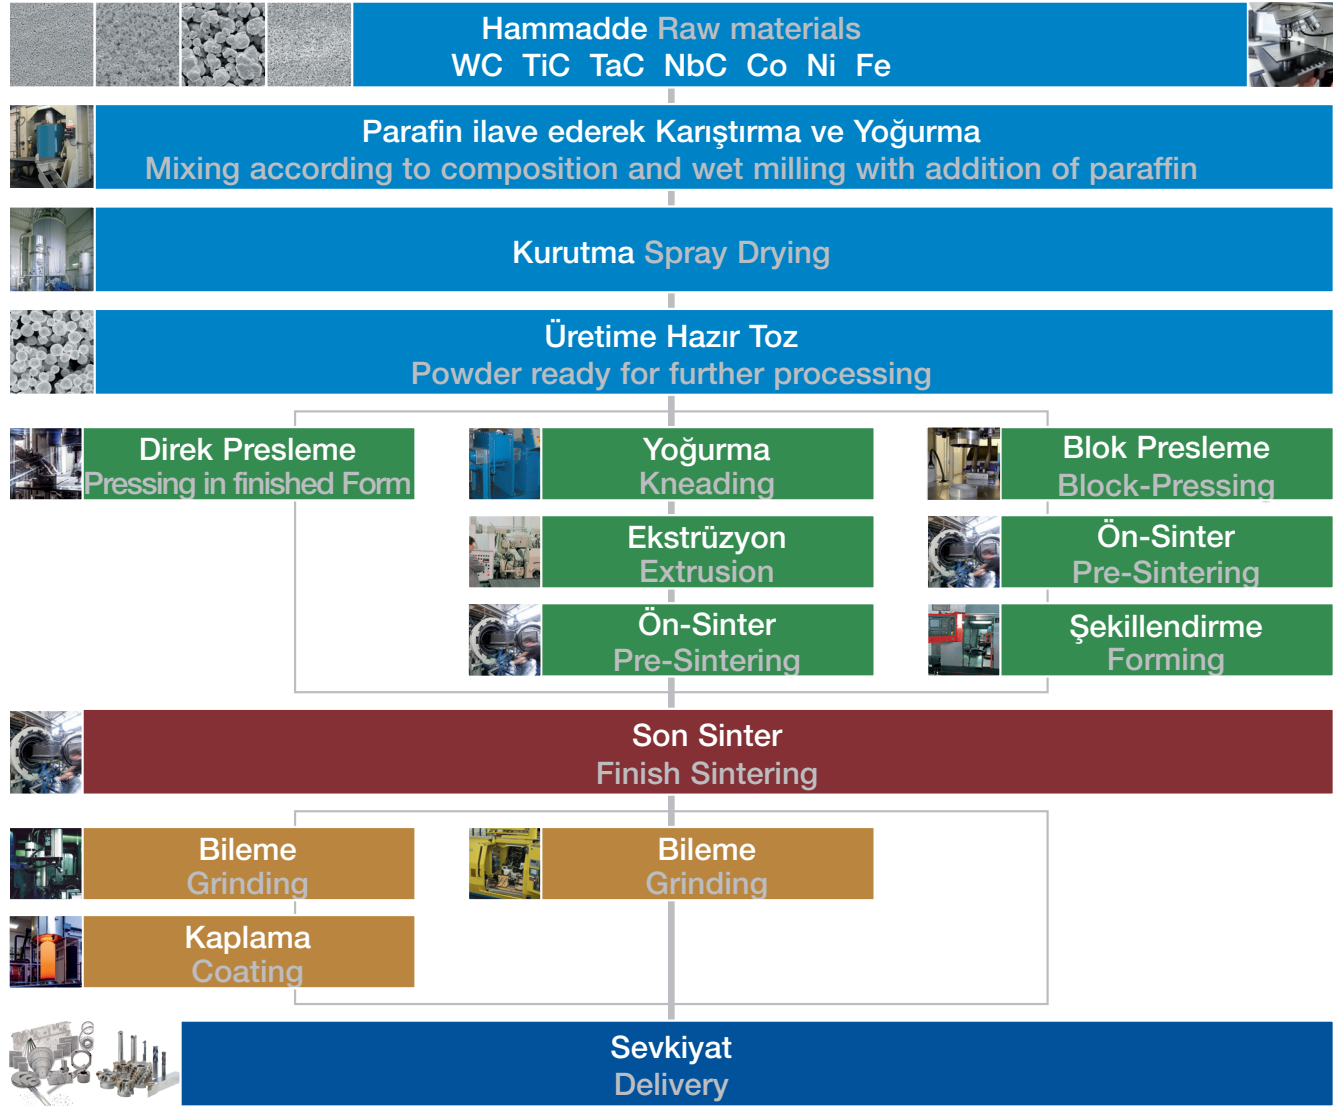 Hammadde Raw materials
WC TiC TaC NbC Co Ni Fe
Parafin ilave ederek Karıştırma ve Yoğurma
Mixing according to composition and wet milling with addition of paraffin
Kurutma Spray Drying
Üretime Hazır Toz
Powder ready for further processing
Direk Presleme
Pressing in finished Form
Yoğurma
Kneading
Blok Presleme
Block-Pressing
Ekstrüzyon
Extrusion
Ön-Sinter
Pre-Sintering
Ön-Sinter
Pre-Sintering
Şekillendirme
Forming
Son Sinter
Finish Sintering
Bileme
Grinding
Bileme
Grinding
Kaplama
Coating
Sevkiyat
Delivery